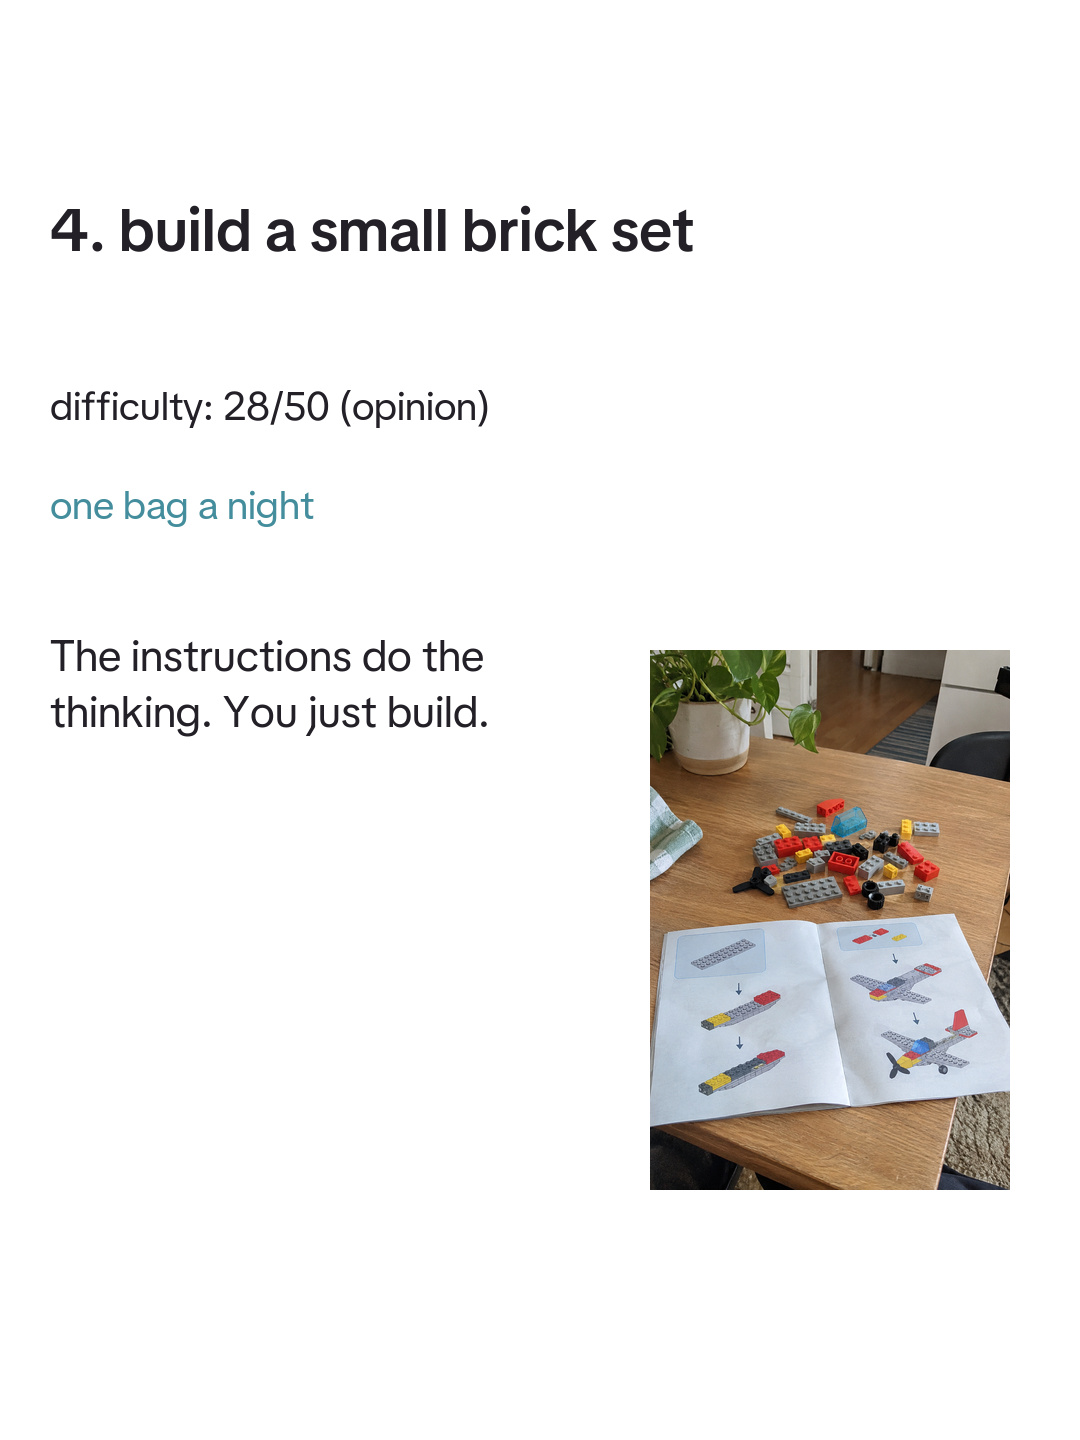 4. build a small brick set
difficulty: 28/50 (opinion)
one bag a night
The instructions do the
thinking. You just build.